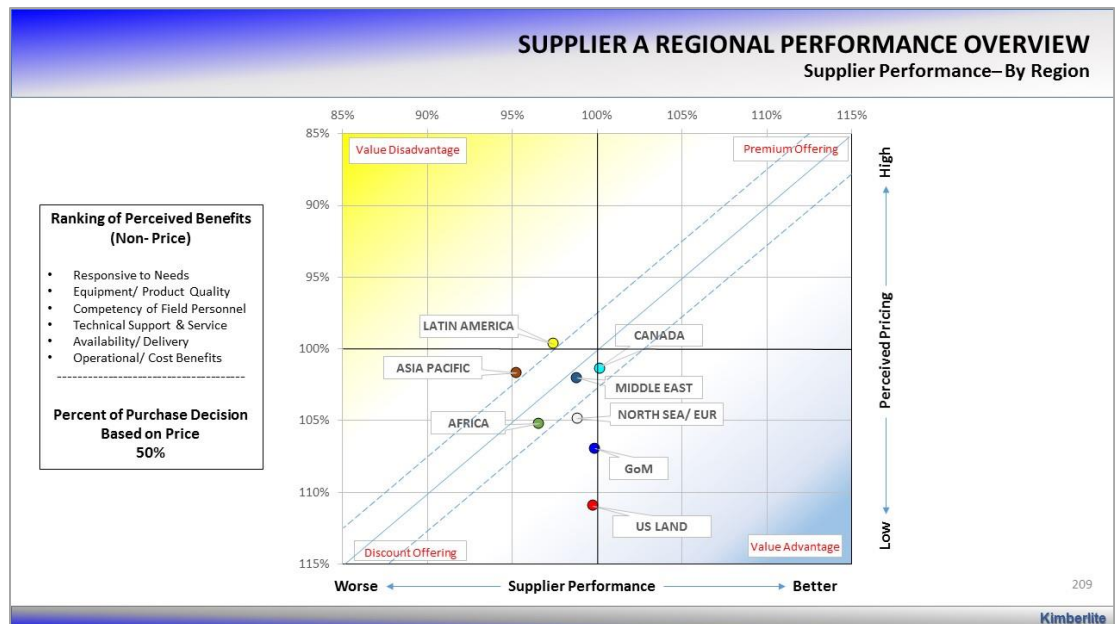 SUPPLIER A REGIONAL PERFORMANCE OVERVIEW
Supplier Performance– By Region
Ranking of Perceived Benefits
(Non- Price)
• Responsive to Needs
• Equipment/ Product Quality
• Competency of Field Personnel
• Technical Support & Service
• Availability/ Delivery
• Operational/ Cost Benefits
Percent of Purchase Decision
Based on Price
50%
85% 90% 95% 100% 105% 110% 115%
85%
90%
95%
100%
105%
110%
115%
Value Disadvantage
Premium Offering
LATIN AMERICA
CANADA
ASIA PACIFIC
MIDDLE EAST
AFRICA
NORTH SEA/ EUR
GoM
US LAND
Discount Offering
Value Advantage
High
Perceived Pricing
Low
Worse
Supplier Performance
Better
209
Kimberlite